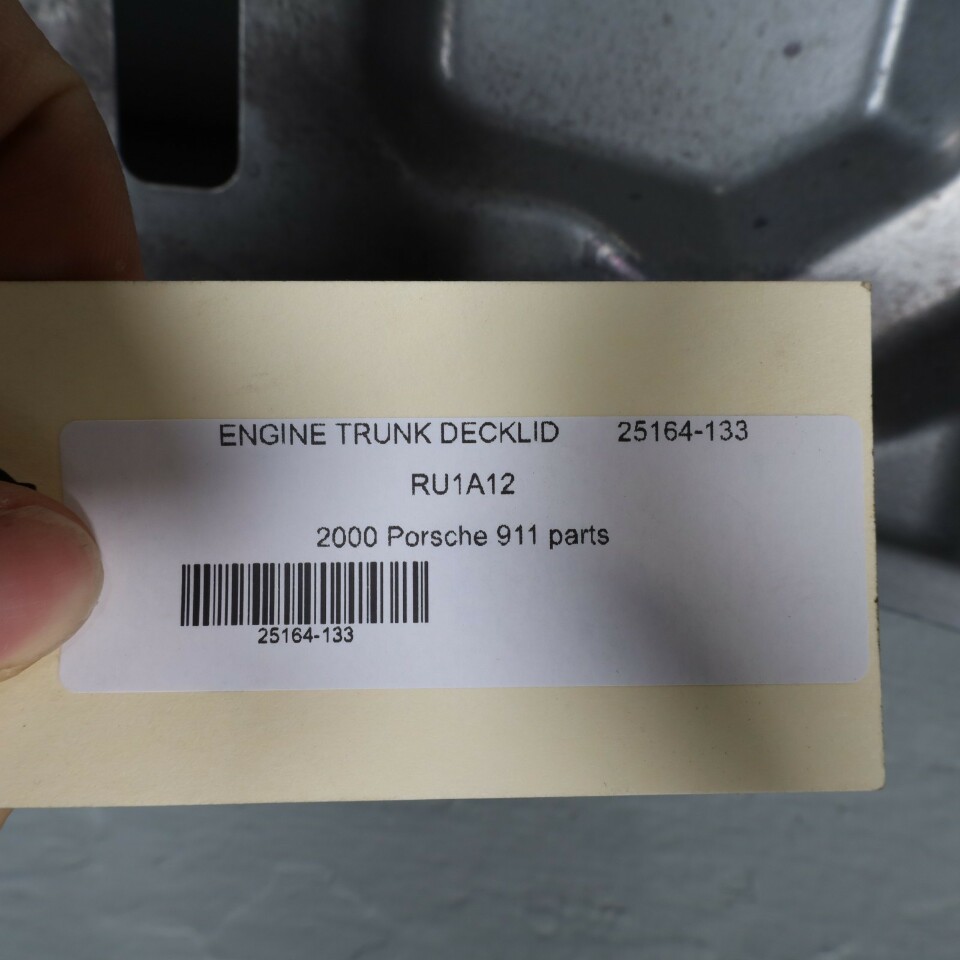 ENGINE TRUNK DECKLID 25164-133
RU1A12
2000 Porsche 911 parts
25164-133